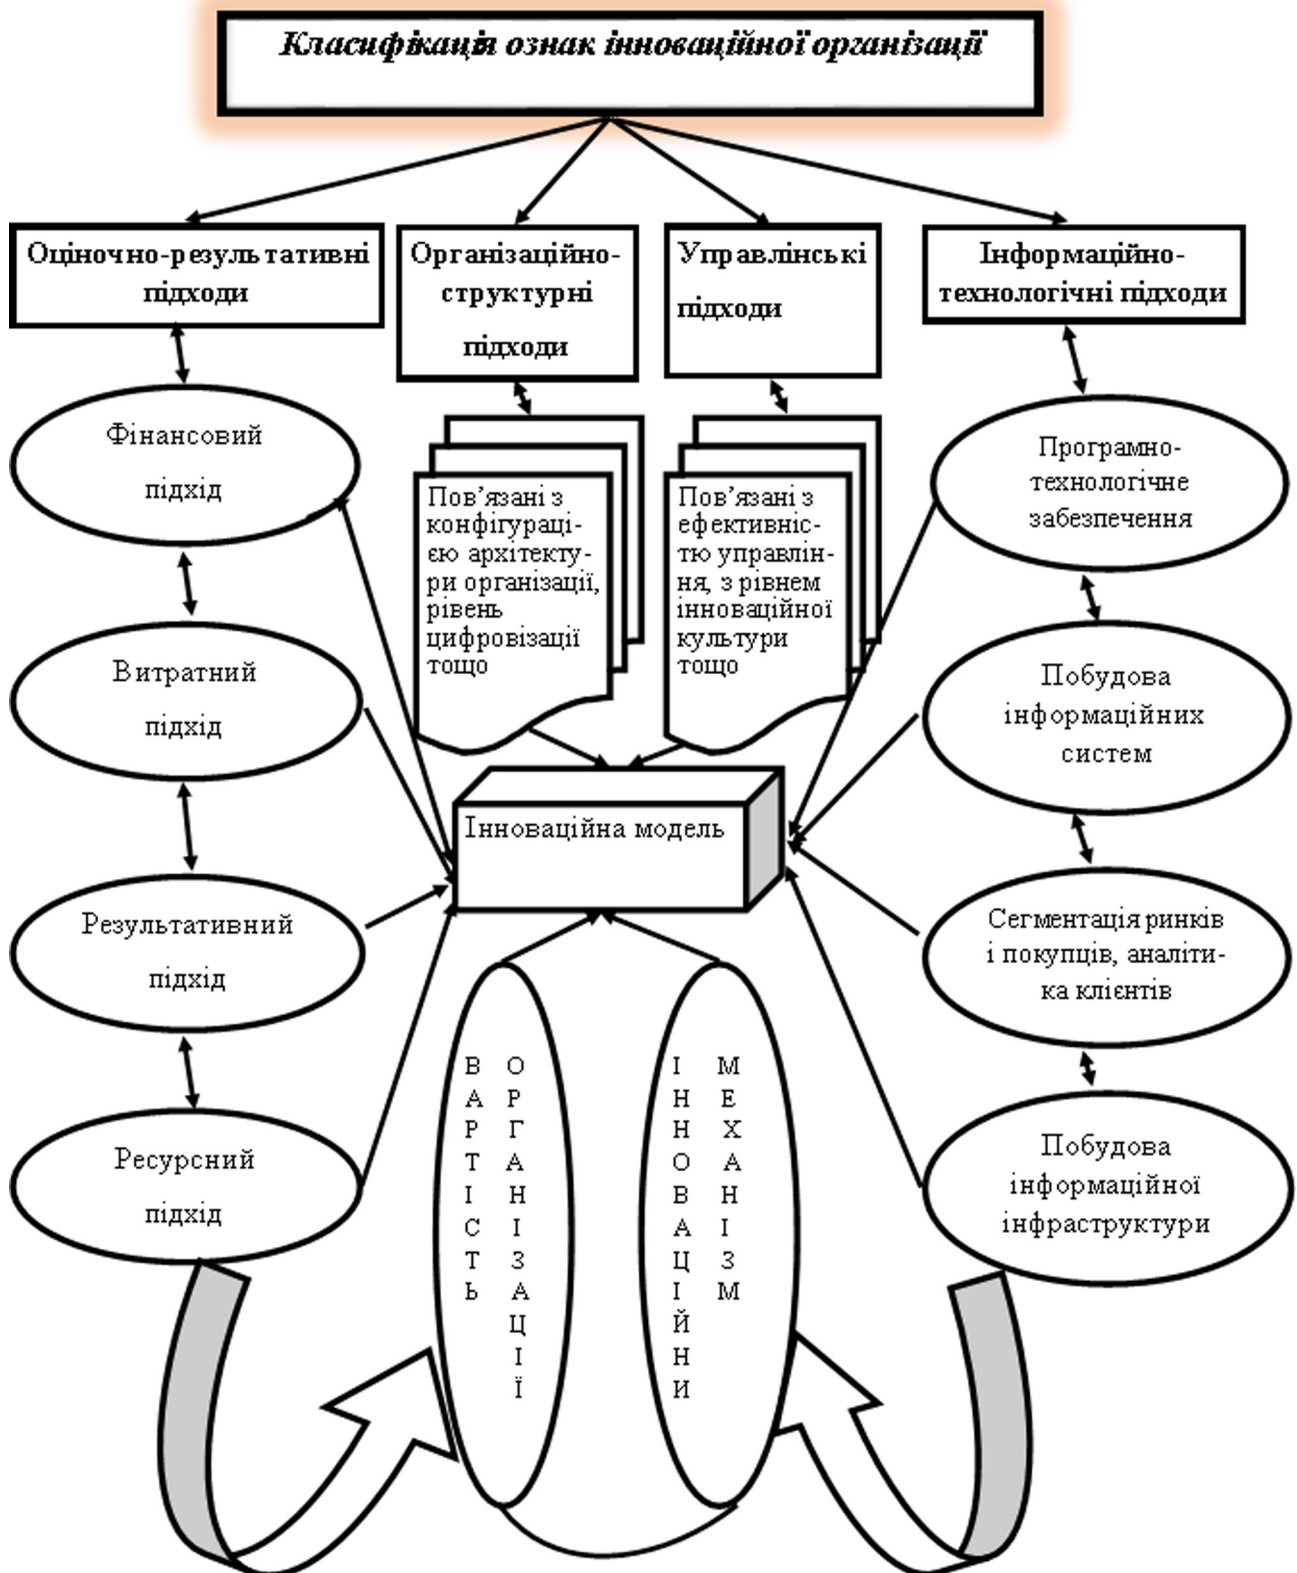 Класифікація ознак інноваційної організації
Оціночно-результативні
підходи
Організаційно-
структурні
підходи
Управлінські
підходи
Інформаційно-
технологічні підходи
Фінансовий
підхід
Витратний
підхід
Результативний
підхід
Ресурсний
підхід
Пов’язані з
конфігураці-
єю архітекту-
ри організації,
рівень
цифровізації
тощо
Пов’язані з
ефективніс-
тю управлін-
ня, з рівнем
інноваційної
культури
тощо
Програмно-
технологічне
забезпечення
Побудова
інформаційних
систем
Сегментація ринків
і покупців, аналіти-
ка клієнтів
Побудова
інформаційної
інфраструктури
Інноваційна модель
ВАРТІСТЬ
ОРГАНІЗАЦІЇ
ІННОВАЦІЙНИ
МЕХАНІЗМ